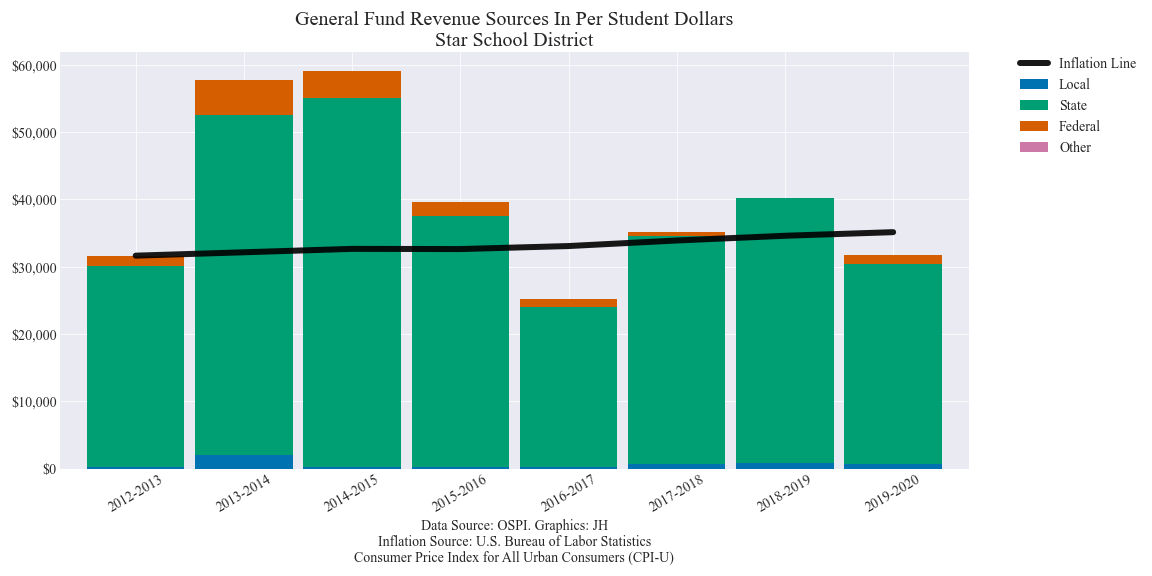 General Fund Revenue Sources In Per Student Dollars
Star School District
Inflation Line
Local
State
Federal
Other
$60,000
$50,000
$40,000
$30,000
$20,000
$10,000
$0
2012-2013
2013-2014
2014-2015
2015-2016
2016-2017
2017-2018
2018-2019
2019-2020
Data Source: OSPI. Graphics: JH
Inflation Source: U.S. Bureau of Labor Statistics
Consumer Price Index for All Urban Consumers (CPI-U)